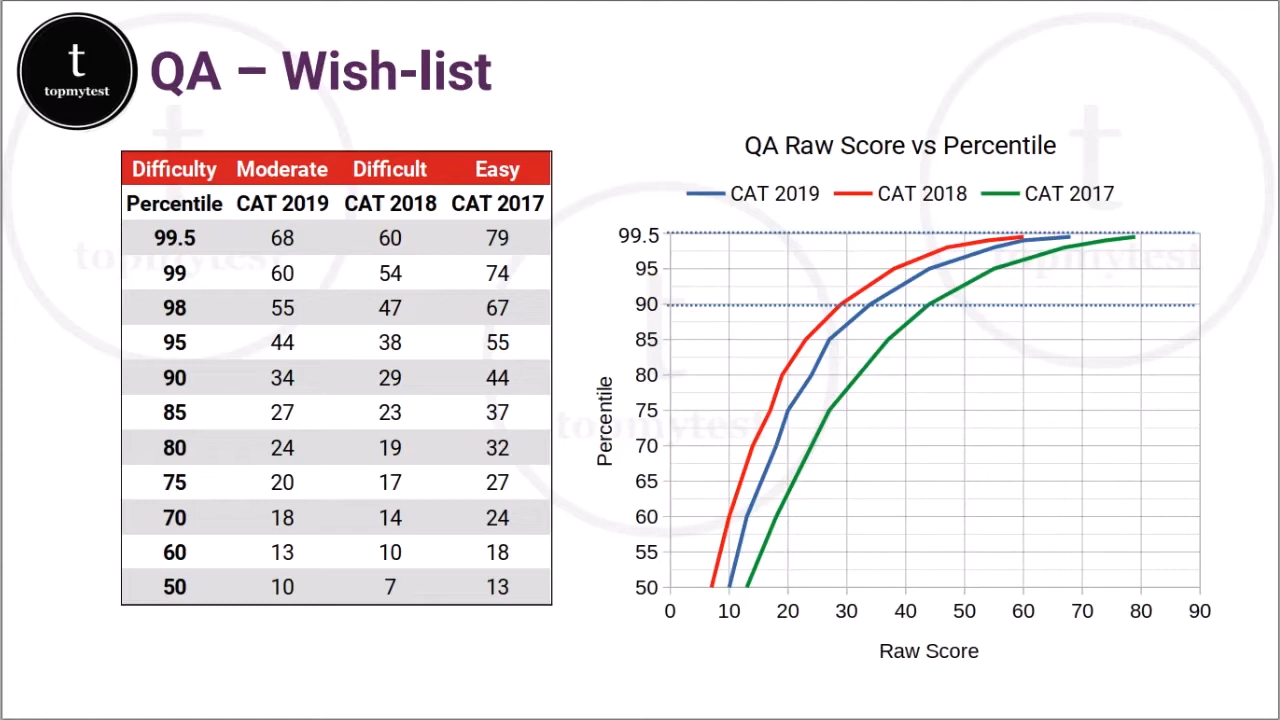 t
topmytest
QA – Wish-list
Difficulty Moderate Difficult Easy
Percentile CAT 2019 CAT 2018 CAT 2017
99.5 68 60 79
99 60 54 74
98 55 47 67
95 44 38 55
90 34 29 44
85 27 23 37
80 24 19 32
75 20 17 27
70 18 14 24
60 13 10 18
50 10 7 13
QA Raw Score vs Percentile
CAT 2019 CAT 2018 CAT 2017
Percentile
99.5
95
90
85
80
75
70
65
60
55
50
0 10 20 30 40 50 60 70 80 90
Raw Score
t
topmytest
t
topmytest
t
topmytest